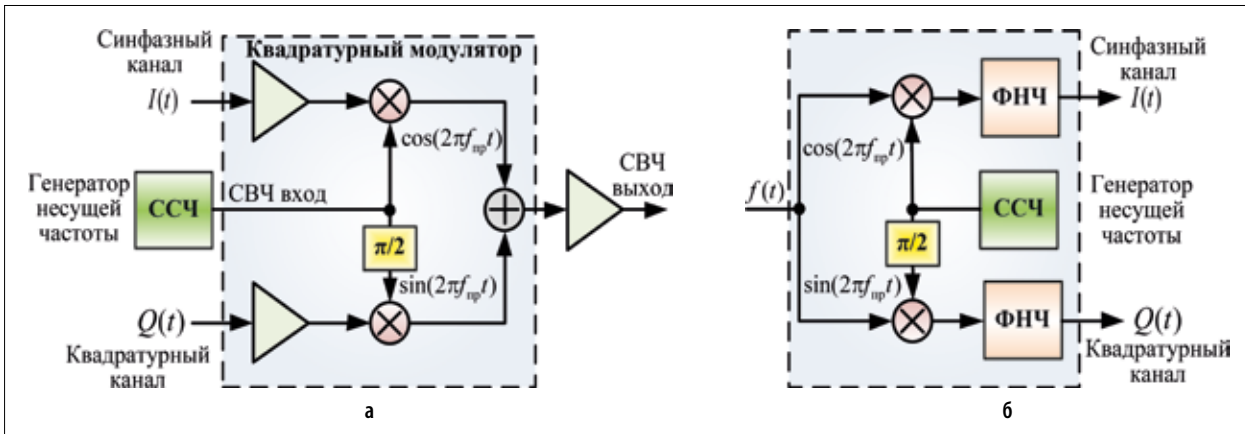 Синфазный
канал
I(t)
Квадратурный модулятор
cos(2πfпрt)
Генератор
несущей
частоты
ССЧ
СВЧ вход
π/2
sin(2πfпрt)
СВЧ
выход
Q(t)
Квадратурный
канал
а
f(t)
cos(2πfпрt)
ФНЧ
Синфазный
канал
I(t)
ССЧ
Генератор
несущей
частоты
π/2
sin(2πfпрt)
ФНЧ
Q(t)
Квадратурный
канал
б